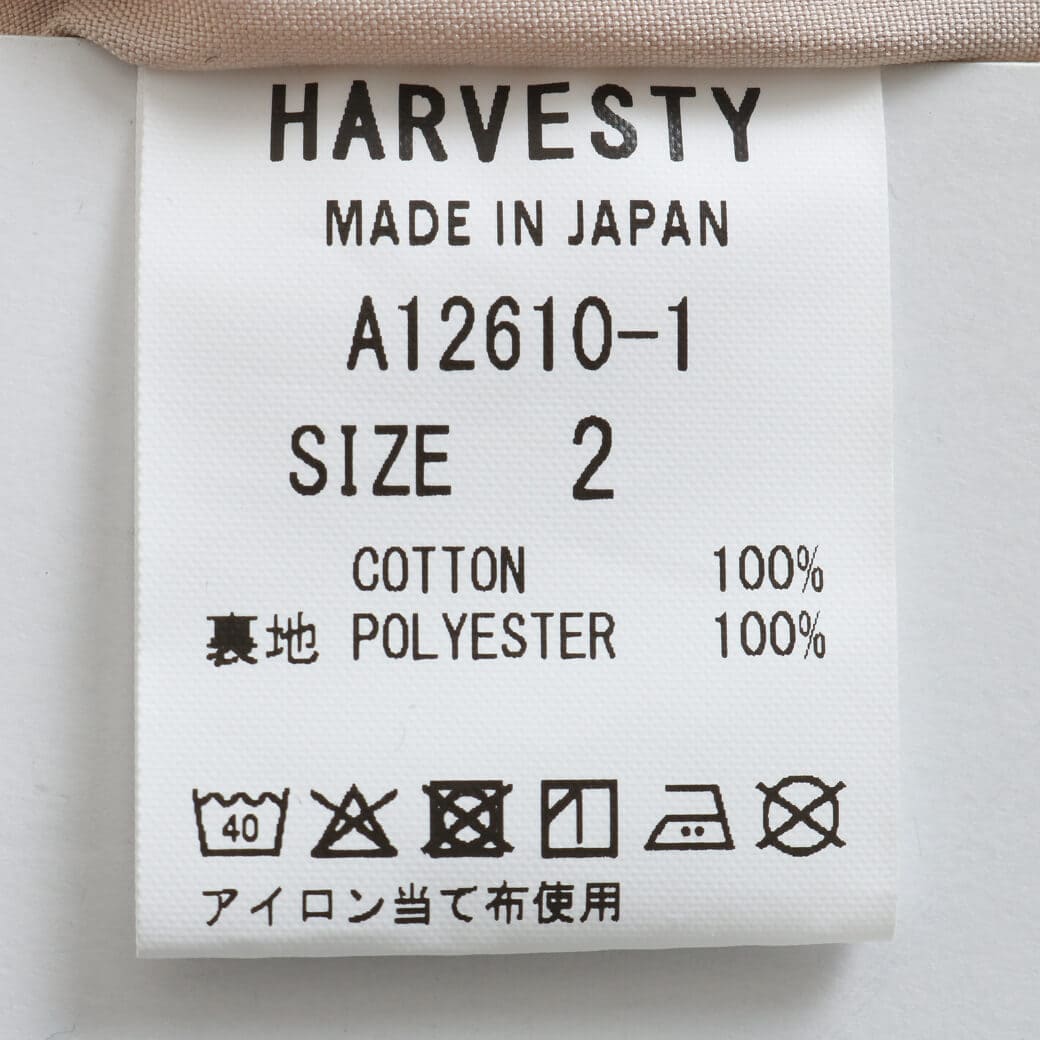 HARVESTY
MADE IN JAPAN
A12610-1
SIZE 2
COTTON 100%
裏地 POLYESTER 100%
40
アイロン当て布使用